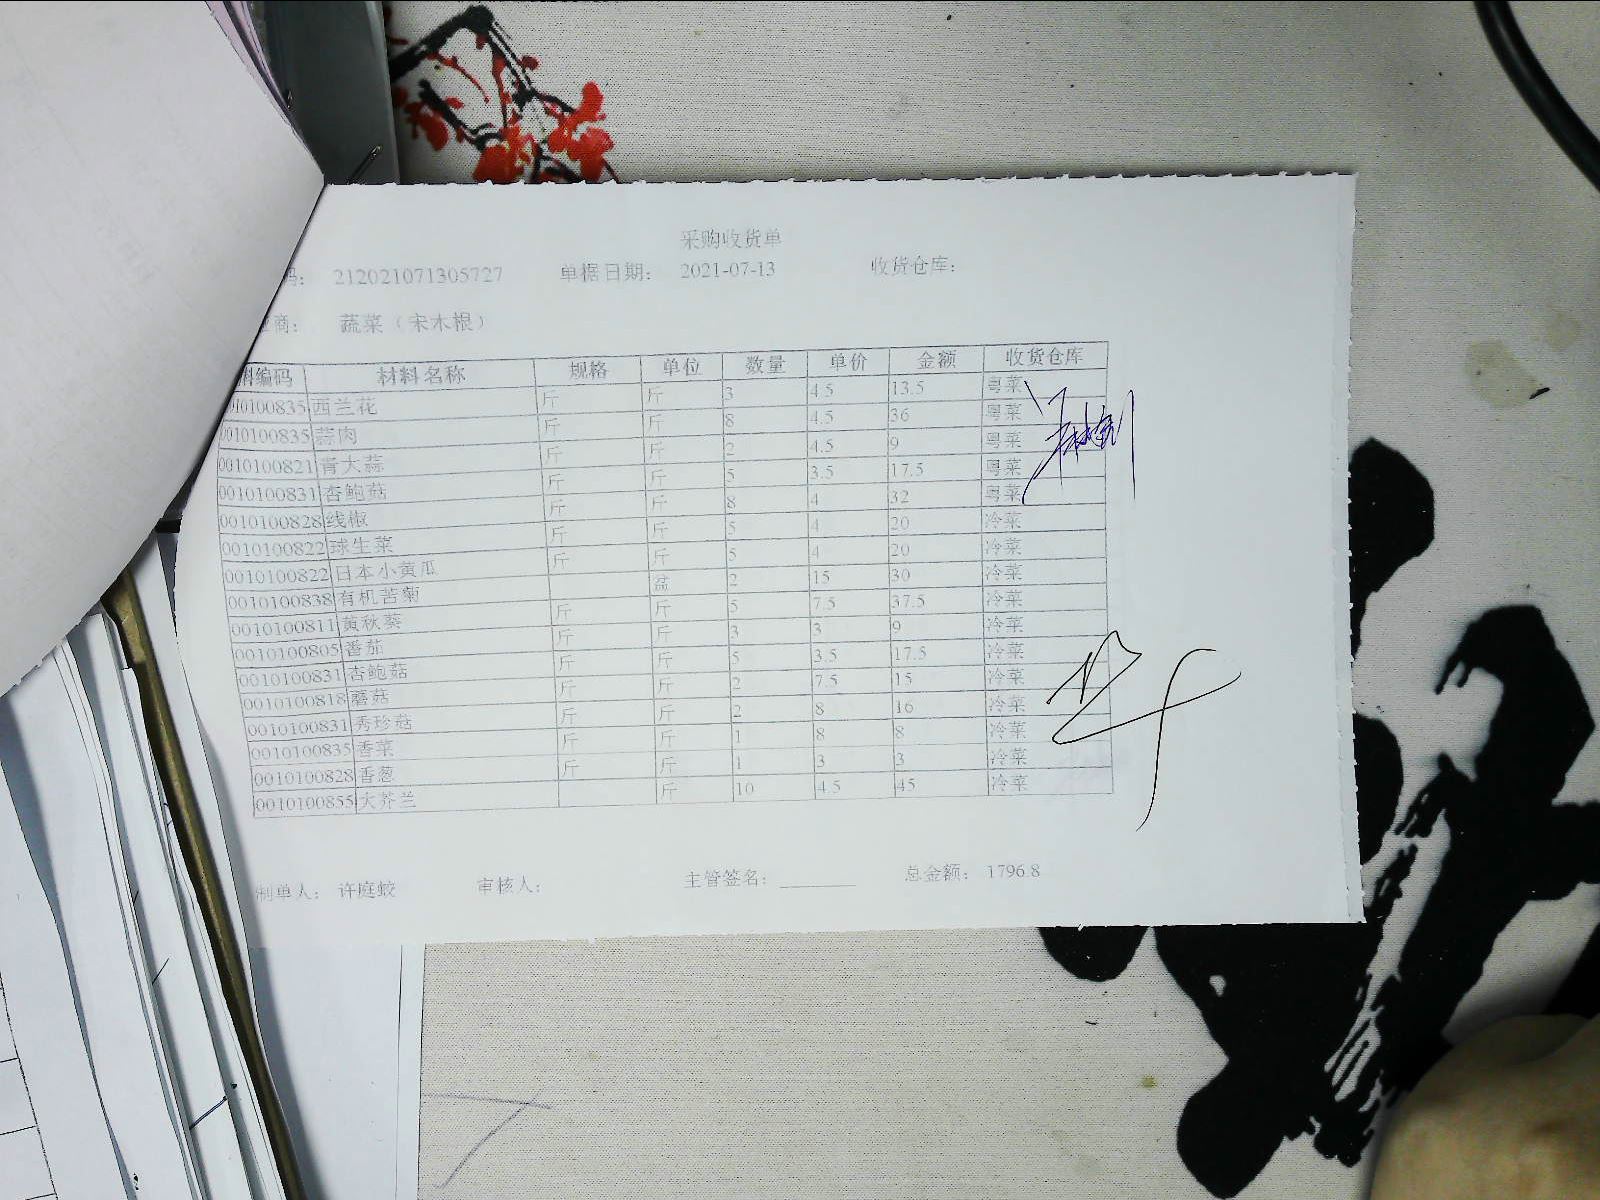 采购收货单
码： 212021071305727 单据日期： 2021-07-13 收货仓库：
应商： 蔬菜（宋木根）
料编码 材料名称 规格 单位 数量 单价 金额 收货仓库
0010100835 西兰花 斤 斤 3 4.5 13.5 粤菜
0010100835 蒜肉 斤 斤 8 4.5 36 粤菜
0010100821 青大蒜 斤 斤 2 4.5 9 粤菜
0010100831 杏鲍菇 斤 斤 5 3.5 17.5 粤菜
0010100828 线椒 斤 斤 8 4 32 粤菜
0010100822 球生菜 斤 斤 5 4 20 冷菜
0010100822 日本小黄瓜 斤 斤 5 4 20 冷菜
0010100838 有机苦菊 盆 2 15 30 冷菜
0010100811 黄秋葵 斤 斤 5 7.5 37.5 冷菜
0010100805 番茄 斤 斤 3 3 9 冷菜
0010100831 杏鲍菇 斤 斤 5 3.5 17.5 冷菜
0010100818 蘑菇 斤 斤 2 7.5 15 冷菜
0010100831 秀珍菇 斤 斤 2 8 16 冷菜
0010100835 香菜 斤 斤 1 8 8 冷菜
0010100828 香葱 斤 斤 1 3 3 冷菜
0010100855 大芥兰 斤 10 4.5 45 冷菜
制单人： 许庭蛟 审核人： 主管签名： 总金额： 1796.8